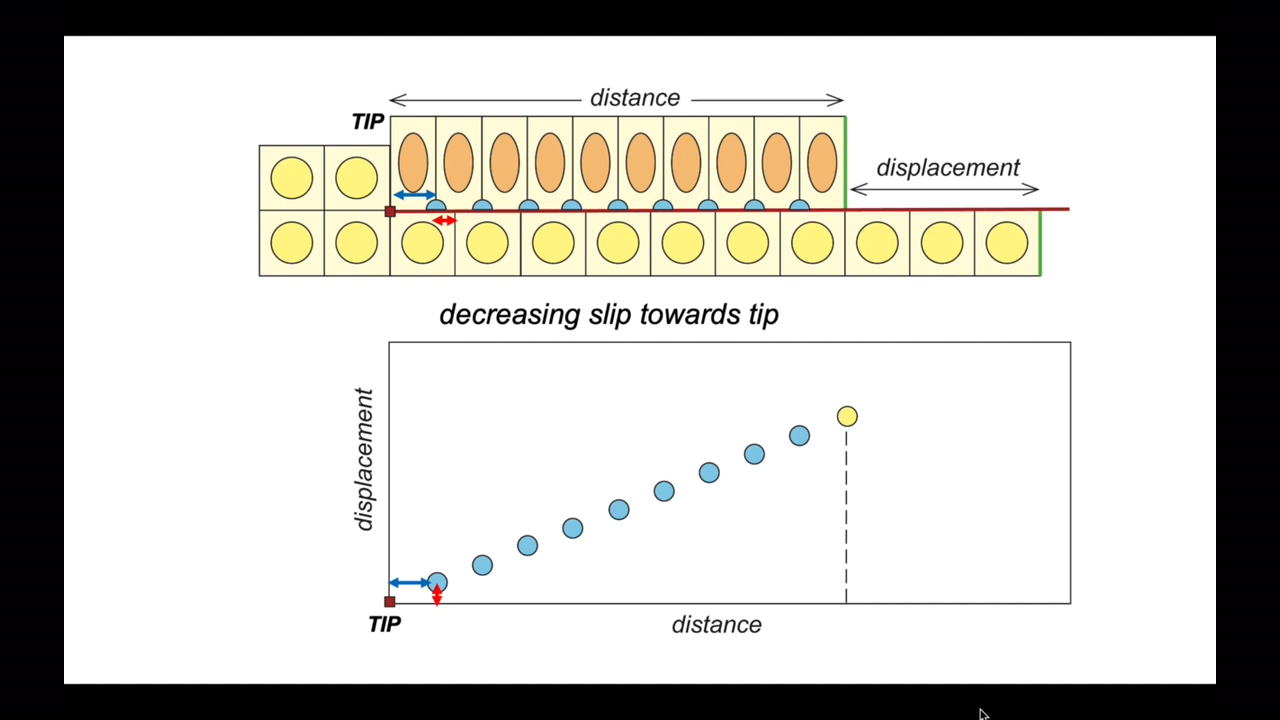 distance
TIP
displacement
decreasing slip towards tip
displacement
TIP
distance